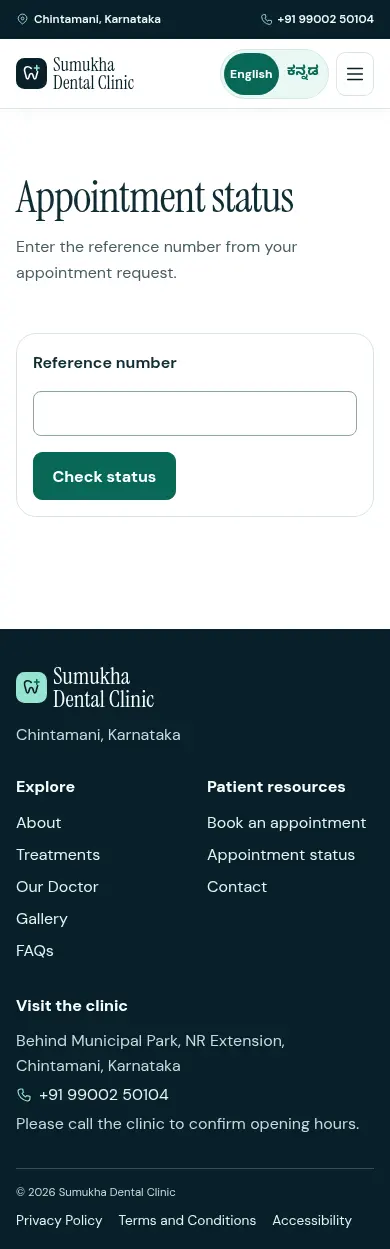 Chintamani, Karnataka
+91 99002 50104
Sumukha
Dental Clinic
English
ಕನ್ನಡ
Appointment status
Enter the reference number from your
appointment request.
Reference number
Check status
Sumukha
Dental Clinic
Chintamani, Karnataka
Explore
About
Treatments
Our Doctor
Gallery
FAQs
Patient resources
Book an appointment
Appointment status
Contact
Visit the clinic
Behind Municipal Park, NR Extension,
Chintamani, Karnataka
+91 99002 50104
Please call the clinic to confirm opening hours.
© 2026 Sumukha Dental Clinic
Privacy Policy
Terms and Conditions
Accessibility